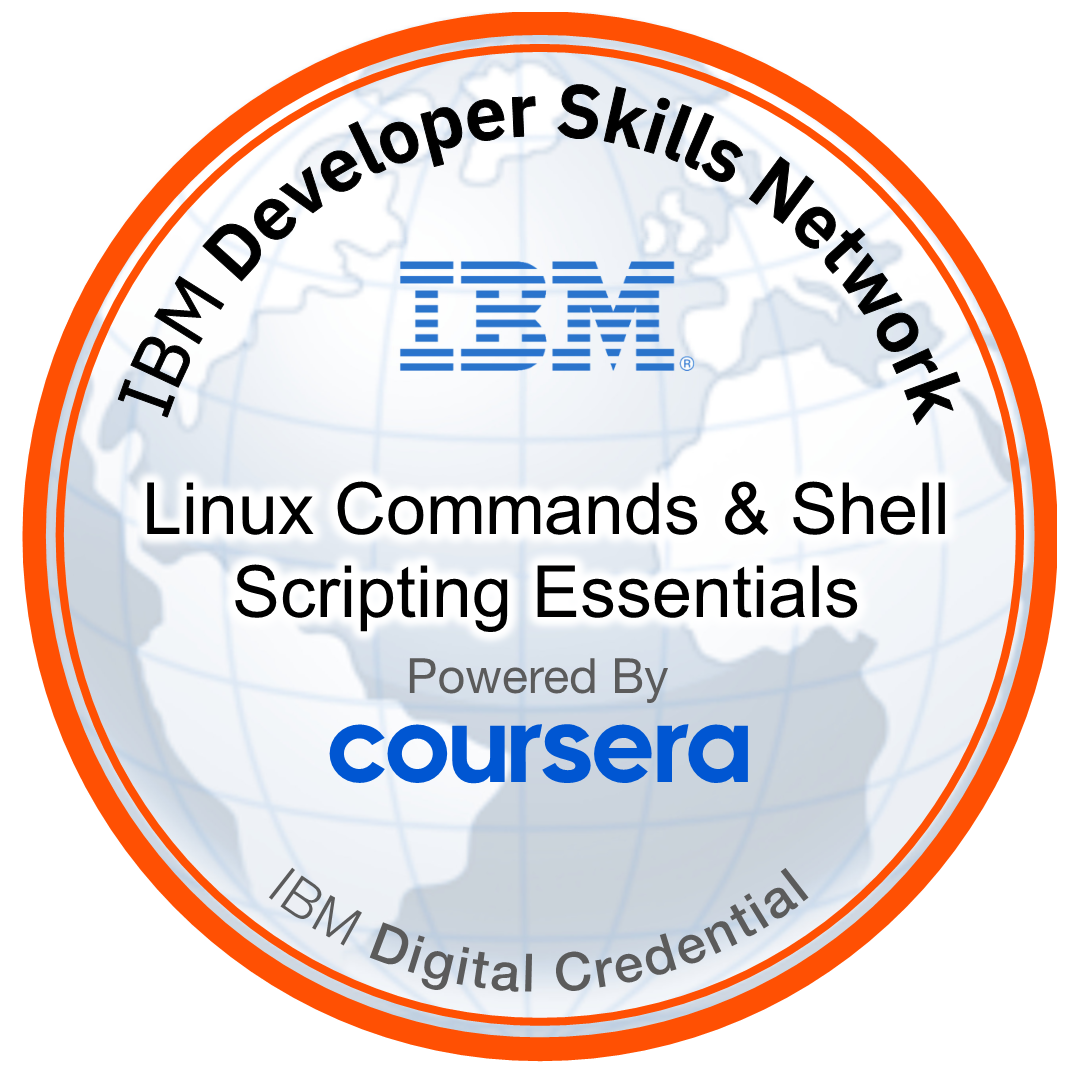 IBM Developer Skills Network
IBM®
Linux Commands & Shell
Scripting Essentials
Powered By
coursera
IBM Digital Credential